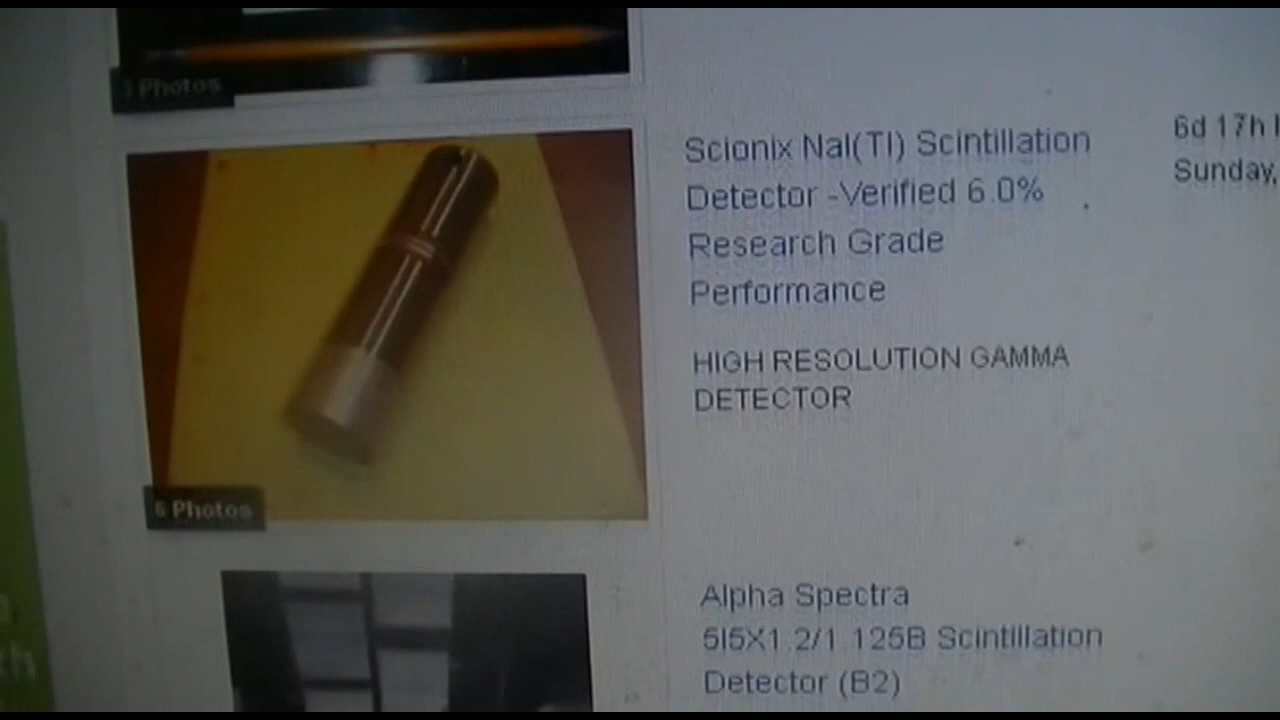 5 Photos
Scionix NaI(Tl) Scintillation
Detector -Verified 6.0%
Research Grade
Performance
HIGH RESOLUTION GAMMA
DETECTOR
6d 17h
Sunday,
6 Photos
Alpha Spectra
5I5X1.2/1.125B Scintillation
Detector (B2)